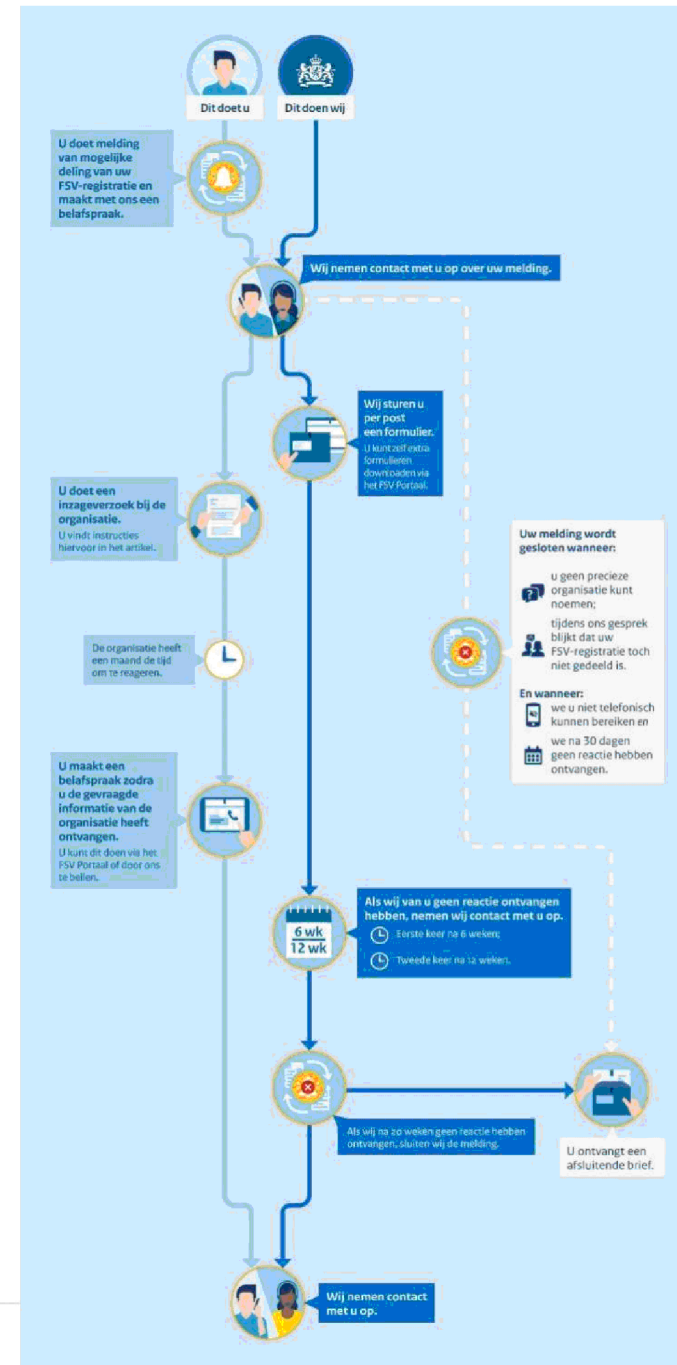 Dit doet u
Dit doen wij
U doet melding
van mogelijke
deling van uw
FSV-registratie en
maakt met ons een
belafspraak.
Wij nemen contact met u op over uw melding.
Wij sturen u
per post
een formulier.
U kunt zelf extra
formulieren
downloaden via
het FSV Portaal.
U doet een
inzageverzoek bij de
organisatie.
U vindt instructies
hiervoor in het artikel.
Uw melding wordt
gesloten wanneer:
u geen precieze
organisatie kunt
noemen;
tijdens ons gesprek
blijkt dat uw
FSV-registratie toch
niet gedeeld is.
En wanneer:
we u niet telefonisch
kunnen bereiken en
we na 30 dagen
geen reactie hebben
ontvangen.
De organisatie heeft
een maand de tijd
om te reageren.
U maakt een
belafspraak zodra
u de gevraagde
informatie van de
organisatie heeft
ontvangen.
U kunt dit doen via het
FSV Portaal of door ons
te bellen.
6 wk
12 wk
Als wij van u geen reactie ontvangen
hebben, nemen wij contact met u op.
Eerste keer na 6 weken;
Tweede keer na 12 weken.
Als wij na 20 weken geen reactie hebben
ontvangen, sluiten wij de melding.
U ontvangt een
afsluitende brief.
Wij nemen contact
met u op.